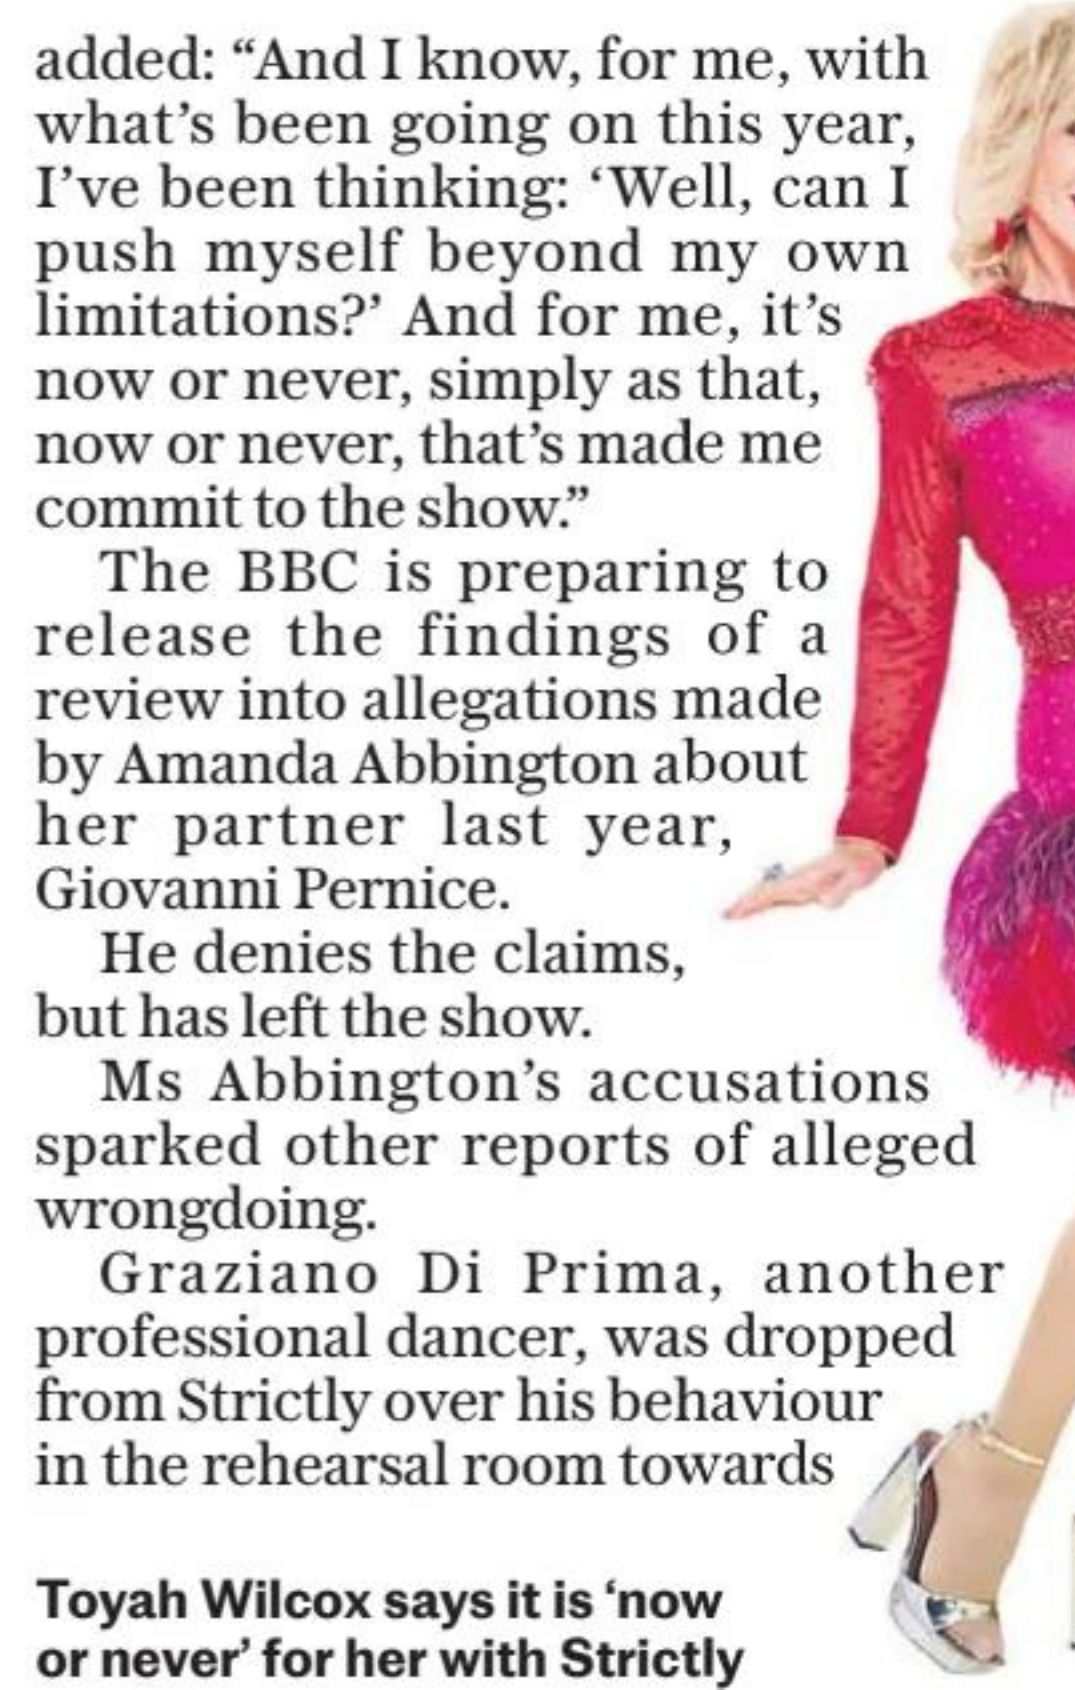 added: “And I know, for me, with
what’s been going on this year,
I’ve been thinking: ‘Well, can I
push myself beyond my own
limitations?’ And for me, it’s
now or never, simply as that,
now or never, that’s made me
commit to the show.”
The BBC is preparing to
release the findings of a
review into allegations made
by Amanda Abbington about
her partner last year,
Giovanni Pernice.
He denies the claims,
but has left the show.
Ms Abbington’s accusations
sparked other reports of alleged
wrongdoing.
Graziano Di Prima, another
professional dancer, was dropped
from Strictly over his behaviour
in the rehearsal room towards
Toyah Wilcox says it is ‘now
or never’ for her with Strictly